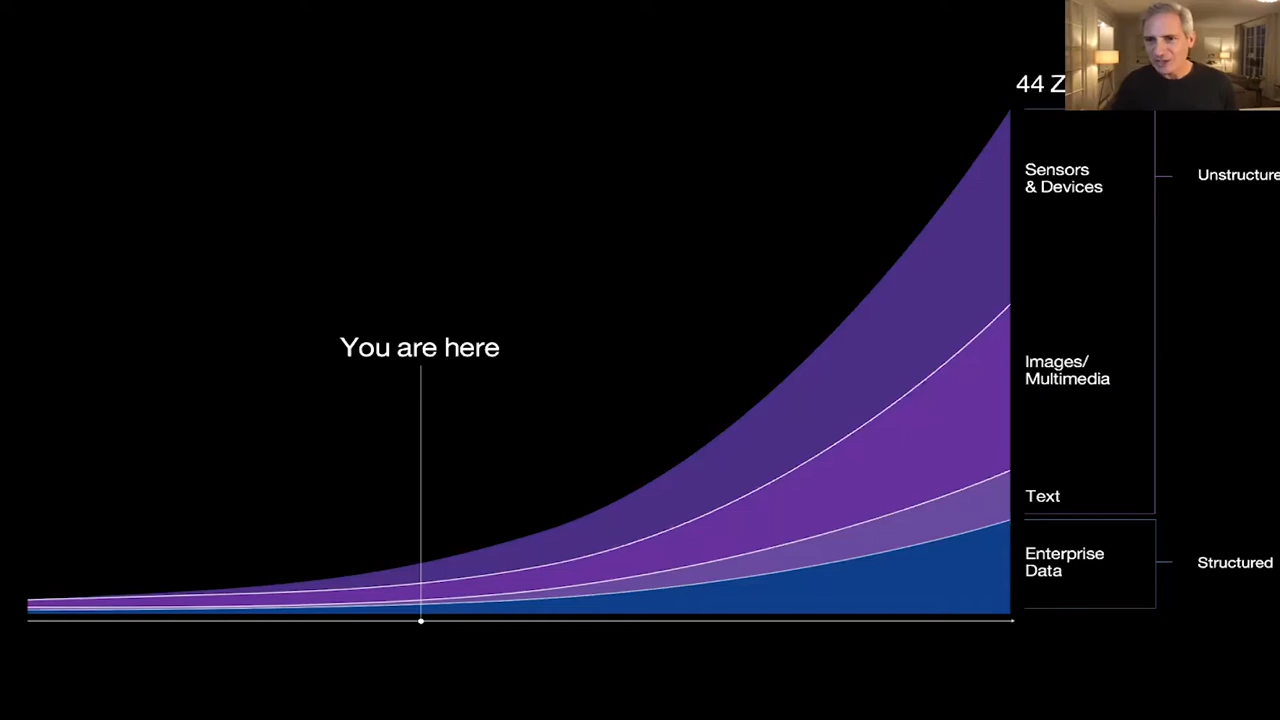 44 Z
Sensors
& Devices
Unstructure
You are here
Images/
Multimedia
Text
Enterprise
Data
Structured